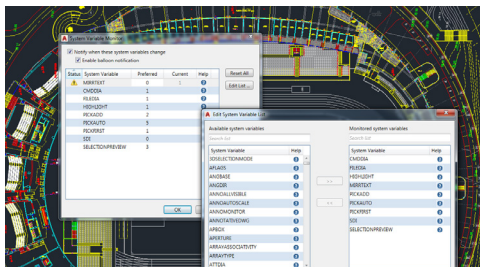 System Variable Monitor
Notify when these system variables change
Enable balloon notification
Status System Variable Preferred Current Help
MIRRTEXT 0 1
CMDDIA 1
FILEDIA 1
HIGHLIGHT 1
PICKADD 2
PICKAUTO 5
PICKFIRST 1
SDI 0
SELECTIONPREVIEW 3
Reset All
Edit List...
OK
Edit System Variable List
Available system variables
Search list
System Variable Help
3DSELECTIONMODE
AFLAGS
ANGBASE
ANGDIR
ANNOALLVISIBLE
ANNOAUTOSCALE
ANNOMONITOR
ANNOTATIVEDWG
APBOX
APERTURE
ARRAYASSOCIATIVITY
ARRAYTYPE
ATTDIA
>>
Monitored system variables
Search list
System Variable Help
CMDDIA
FILEDIA
HIGHLIGHT
MIRRTEXT
PICKADD
PICKAUTO
PICKFIRST
SDI
SELECTIONPREVIEW